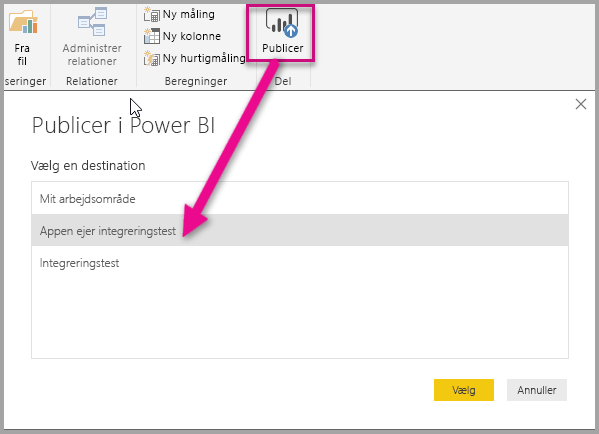 Fra
fil
seringer
Administrer
relationer
Relationer
Ny måling
Ny kolonne
Ny hurtigmåling
Beregninger
Publicer
Del
Publicer i Power BI
Vælg en destination
Mit arbejdsområde
Appen ejer integreringstest
Integreringstest
Vælg
Annuller